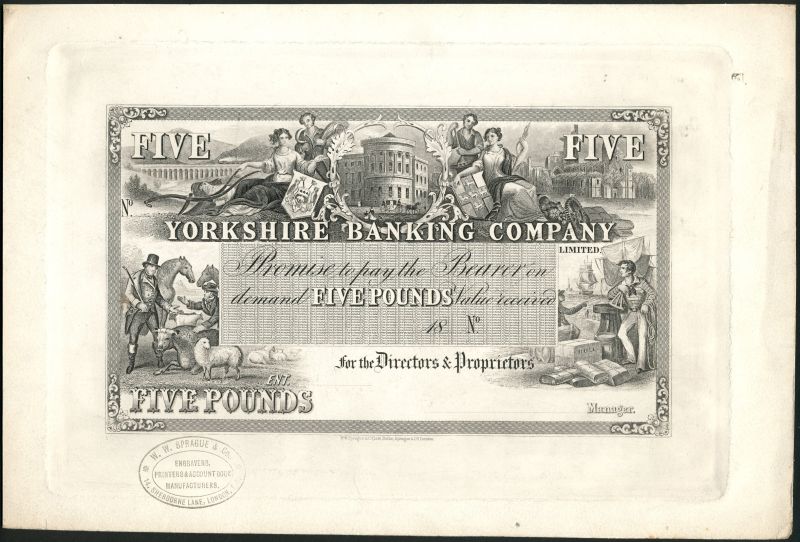 FIVE FIVE
No
YORKSHIRE BANKING COMPANY
LIMITED.
Promise to pay the Bearer on
demand FIVE POUNDS Value received
18 No
For the Directors & Proprietors
ENT.
FIVE POUNDS
Manager.
W. W. SPRAGUE & Co.
ENGRAVERS,
PRINTERS & ACCOUNT BOOK
MANUFACTURERS.
14, SHERBORNE LANE, LONDON.